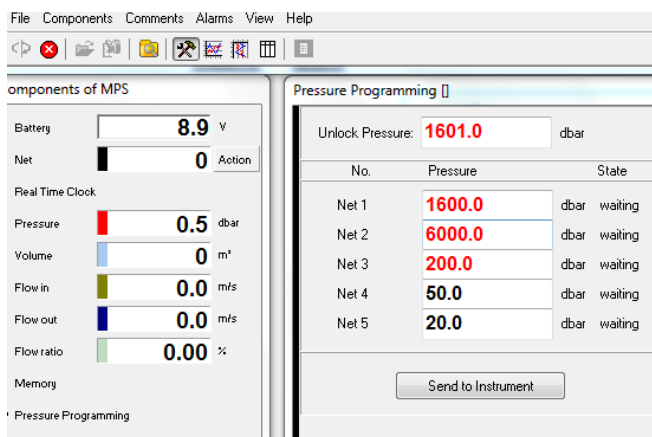 File Components Comments Alarms View Help
omponents of MPS
Battery 8.9 V
Net 0 Action
Real Time Clock
Pressure 0.5 dbar
Volume 0 m³
Flow in 0.0 m/s
Flow out 0.0 m/s
Flow ratio 0.00 %
Memory
Pressure Programming
Pressure Programming []
Unlock Pressure: 1601.0 dbar
No. Pressure State
Net 1 1600.0 dbar waiting
Net 2 6000.0 dbar waiting
Net 3 200.0 dbar waiting
Net 4 50.0 dbar waiting
Net 5 20.0 dbar waiting
Send to Instrument